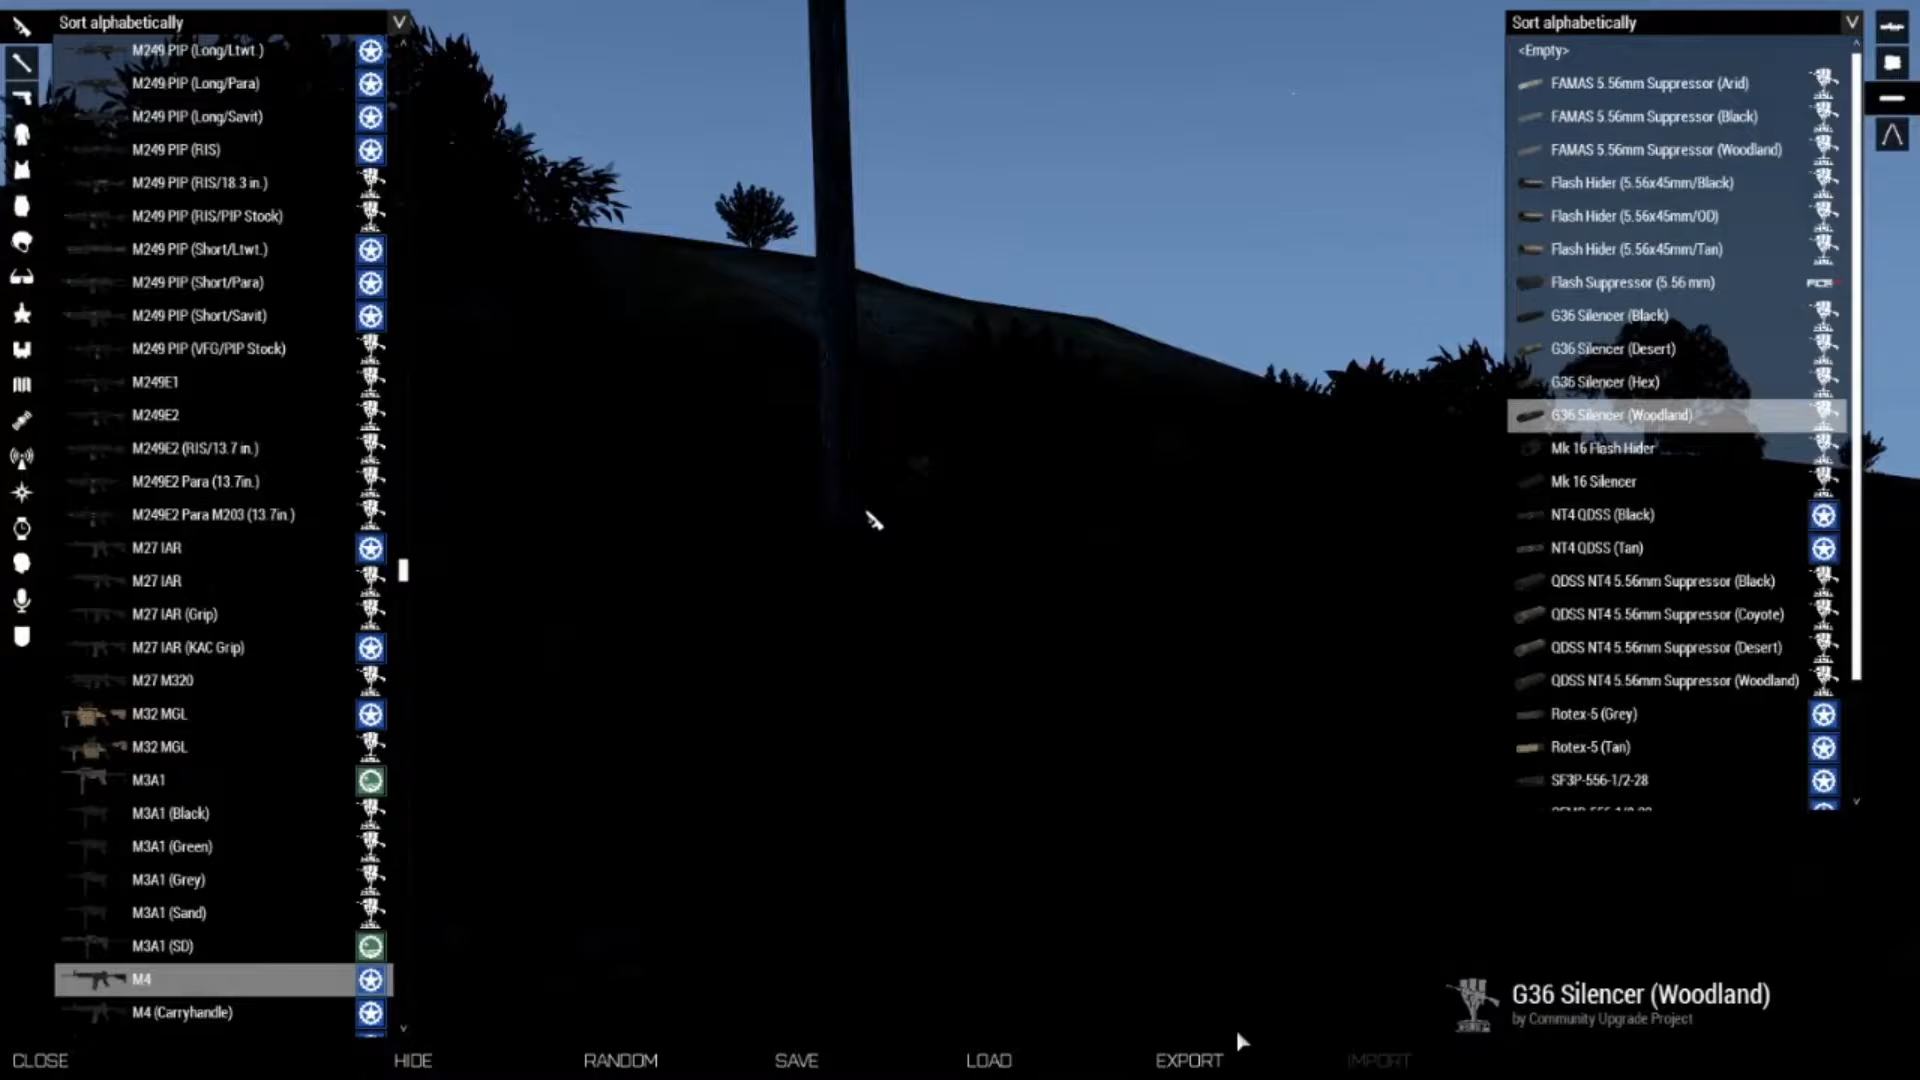 Sort alphabetically
V
M249 PIP (Long/Ltwt.)
M249 PIP (Long/Para)
M249 PIP (Long/Savit)
M249 PIP (RIS)
M249 PIP (RIS/18.3 in.)
M249 PIP (RIS/PIP Stock)
M249 PIP (Short/Ltwt.)
M249 PIP (Short/Para)
M249 PIP (Short/Savit)
M249 PIP (VFG/PIP Stock)
M249E1
M249E2
M249E2 (RIS/13.7 in.)
M249E2 Para (13.7in.)
M249E2 Para M203 (13.7in.)
M27 IAR
M27 IAR
M27 IAR (Grip)
M27 IAR (KAC Grip)
M27 M320
M32 MGL
M32 MGL
M3A1
M3A1 (Black)
M3A1 (Green)
M3A1 (Grey)
M3A1 (Sand)
M3A1 (SD)
M4
M4 (Carryhandle)
Sort alphabetically
V
<Empty>
FAMAS 5.56mm Suppressor (Arid)
FAMAS 5.56mm Suppressor (Black)
FAMAS 5.56mm Suppressor (Woodland)
Flash Hider (5.56x45mm/Black)
Flash Hider (5.56x45mm/OD)
Flash Hider (5.56x45mm/Tan)
Flash Suppressor (5.56 mm)
G36 Silencer (Black)
G36 Silencer (Desert)
G36 Silencer (Hex)
G36 Silencer (Woodland)
Mk 16 Flash Hider
Mk 16 Silencer
NT4 QDSS (Black)
NT4 QDSS (Tan)
QDSS NT4 5.56mm Suppressor (Black)
QDSS NT4 5.56mm Suppressor (Coyote)
QDSS NT4 5.56mm Suppressor (Desert)
QDSS NT4 5.56mm Suppressor (Woodland)
Rotex-5 (Grey)
Rotex-5 (Tan)
SF3P-556-1/2-28
G36 Silencer (Woodland)
by Community Upgrade Project
CLOSE
HIDE
RANDOM
SAVE
LOAD
EXPORT
IMPORT